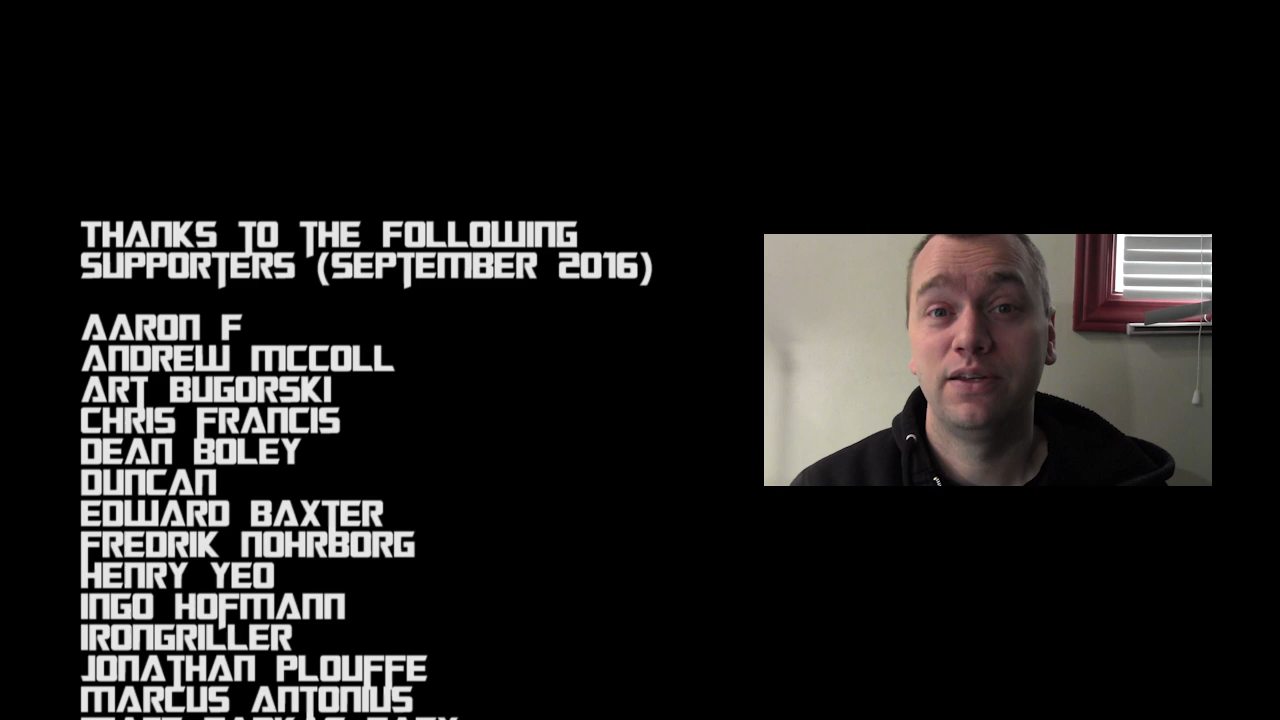 THANKS TO THE FOLLOWING
SUPPORTERS (SEPTEMBER 2016)
AARON F
ANDREW MCCOLL
ART BUGORSKI
CHRIS FRANCIS
DEAN BOLEY
DUNCAN
EDWARD BAXTER
FREDRIK NOHRBORG
HENRY YEO
INGO HOFMANN
IRONGRILLER
JONATHAN PLOUFFE
MARCUS ANTONIUS